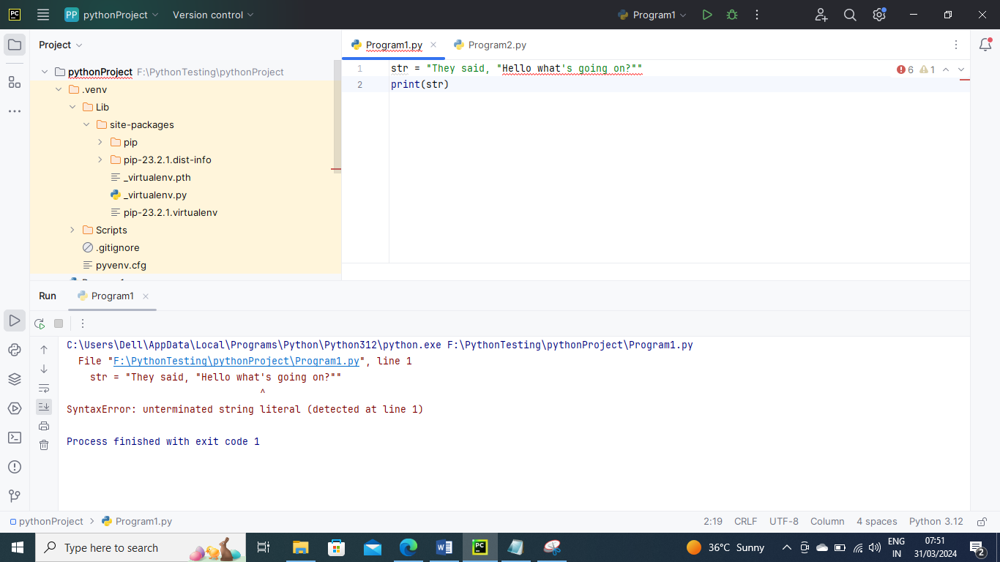 PC PP pythonProject Version control Program1
Project
Program1.py Program2.py
pythonProject F:\PythonTesting\pythonProject
.venv
Lib
site-packages
pip
pip-23.2.1.dist-info
_virtualenv.pth
_virtualenv.py
pip-23.2.1.virtualenv
Scripts
.gitignore
pyvenv.cfg
1 str = "They said, "Hello what's going on?"" 6 1
2 print(str)
Run Program1
C:\Users\Dell\AppData\Local\Programs\Python\Python312\python.exe F:\PythonTesting\pythonProject\Program1.py
File "F:\PythonTesting\pythonProject\Program1.py", line 1
str = "They said, "Hello what's going on?""
^
SyntaxError: unterminated string literal (detected at line 1)
Process finished with exit code 1
pythonProject > Program1.py 2:19 CRLF UTF-8 Column 4 spaces Python 3.12
Type here to search W PC 36°C Sunny ENG 07:51
IN 31/03/2024 2